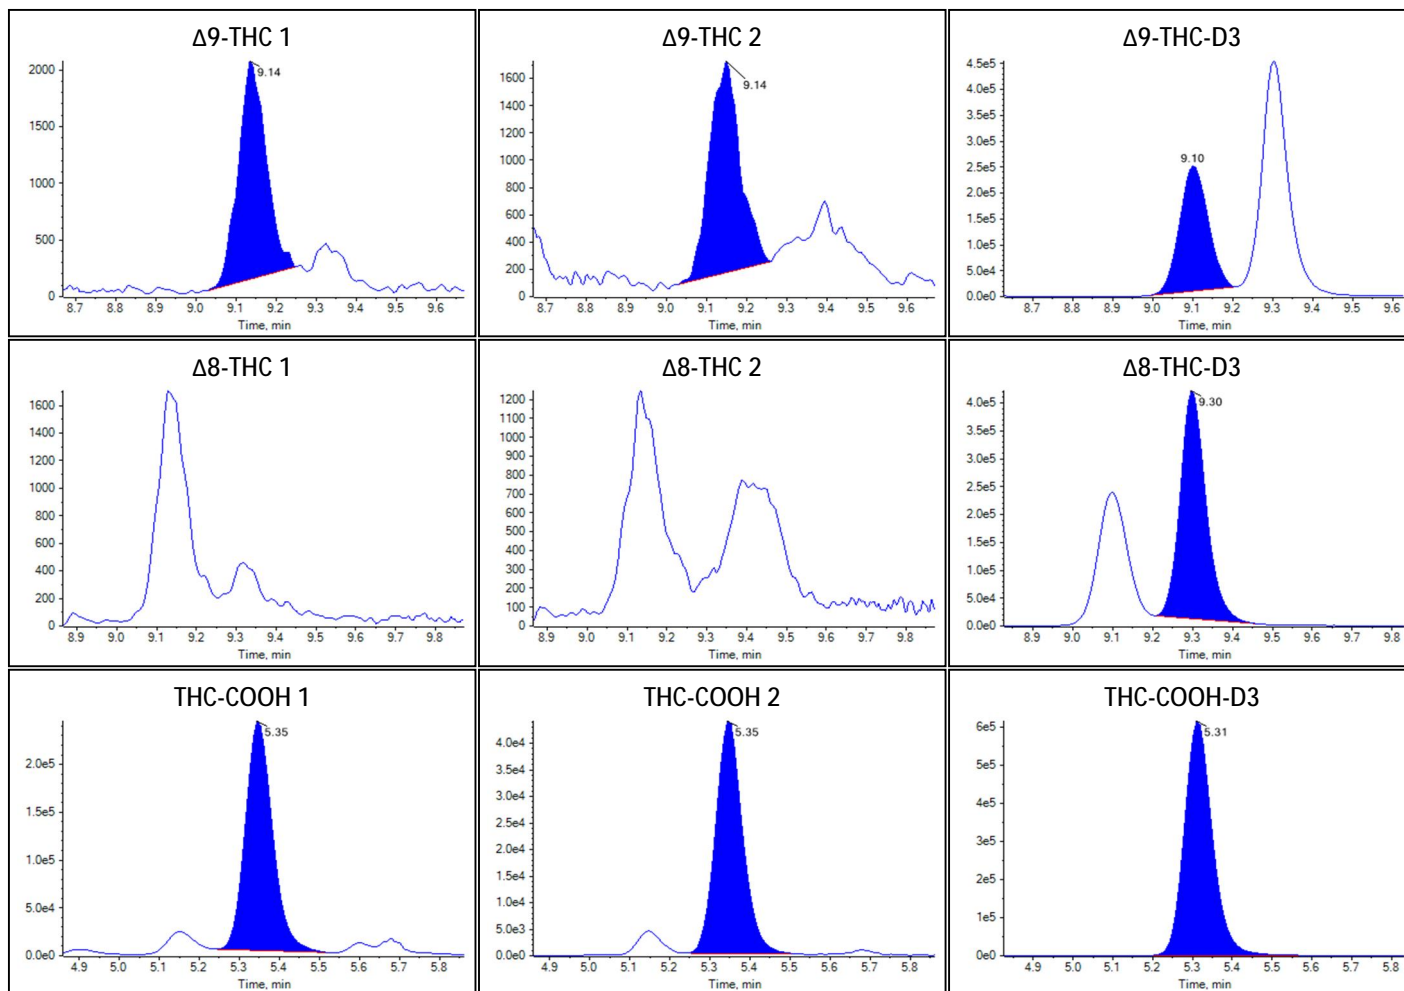 Δ9-THC 1
9.14
2000
1500
1000
500
0
8.7 8.8 8.9 9.0 9.1 9.2 9.3 9.4 9.5 9.6
Time, min
Δ9-THC 2
9.14
1600
1400
1200
1000
800
600
400
200
0
8.7 8.8 8.9 9.0 9.1 9.2 9.3 9.4 9.5 9.6
Time, min
Δ9-THC-D3
9.10
4.5e5
4.0e5
3.5e5
3.0e5
2.5e5
2.0e5
1.5e5
1.0e5
5.0e4
0.0e0
8.7 8.8 8.9 9.0 9.1 9.2 9.3 9.4 9.5 9.6
Time, min
Δ8-THC 1
1600
1400
1200
1000
800
600
400
200
0
8.9 9.0 9.1 9.2 9.3 9.4 9.5 9.6 9.7 9.8
Time, min
Δ8-THC 2
1200
1100
1000
900
800
700
600
500
400
300
200
100
0
8.9 9.0 9.1 9.2 9.3 9.4 9.5 9.6 9.7 9.8
Time, min
Δ8-THC-D3
9.30
4.0e5
3.5e5
3.0e5
2.5e5
2.0e5
1.5e5
1.0e5
5.0e4
0.0e0
8.9 9.0 9.1 9.2 9.3 9.4 9.5 9.6 9.7 9.8
Time, min
THC-COOH 1
5.35
2.0e5
1.5e5
1.0e5
5.0e4
0.0e0
4.9 5.0 5.1 5.2 5.3 5.4 5.5 5.6 5.7 5.8
Time, min
THC-COOH 2
5.35
4.0e4
3.5e4
3.0e4
2.5e4
2.0e4
1.5e4
1.0e4
5.0e3
0.0e0
4.9 5.0 5.1 5.2 5.3 5.4 5.5 5.6 5.7 5.8
Time, min
THC-COOH-D3
5.31
6e5
5e5
4e5
3e5
2e5
1e5
0e0
4.9 5.0 5.1 5.2 5.3 5.4 5.5 5.6 5.7 5.8
Time, min